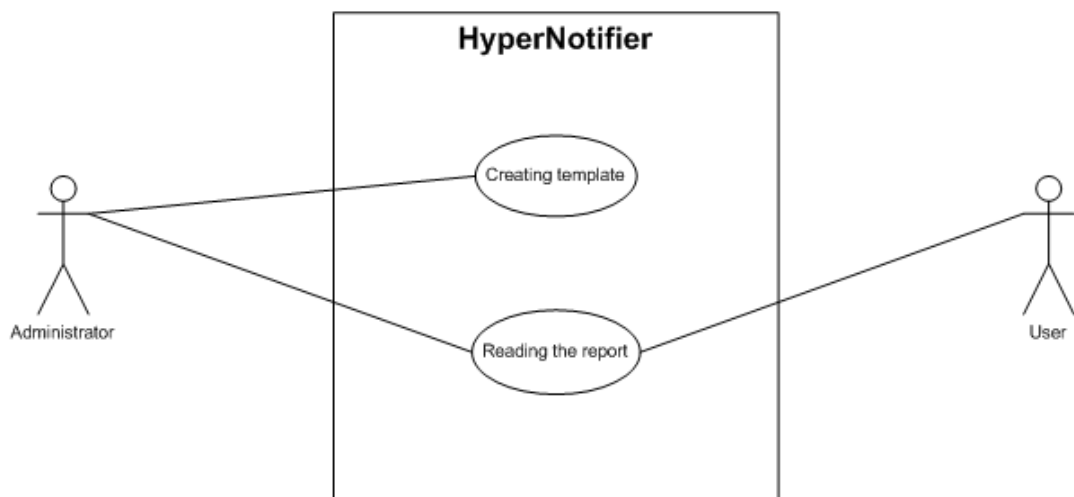 HyperNotifier
Creating template
Administrator
Reading the report
User